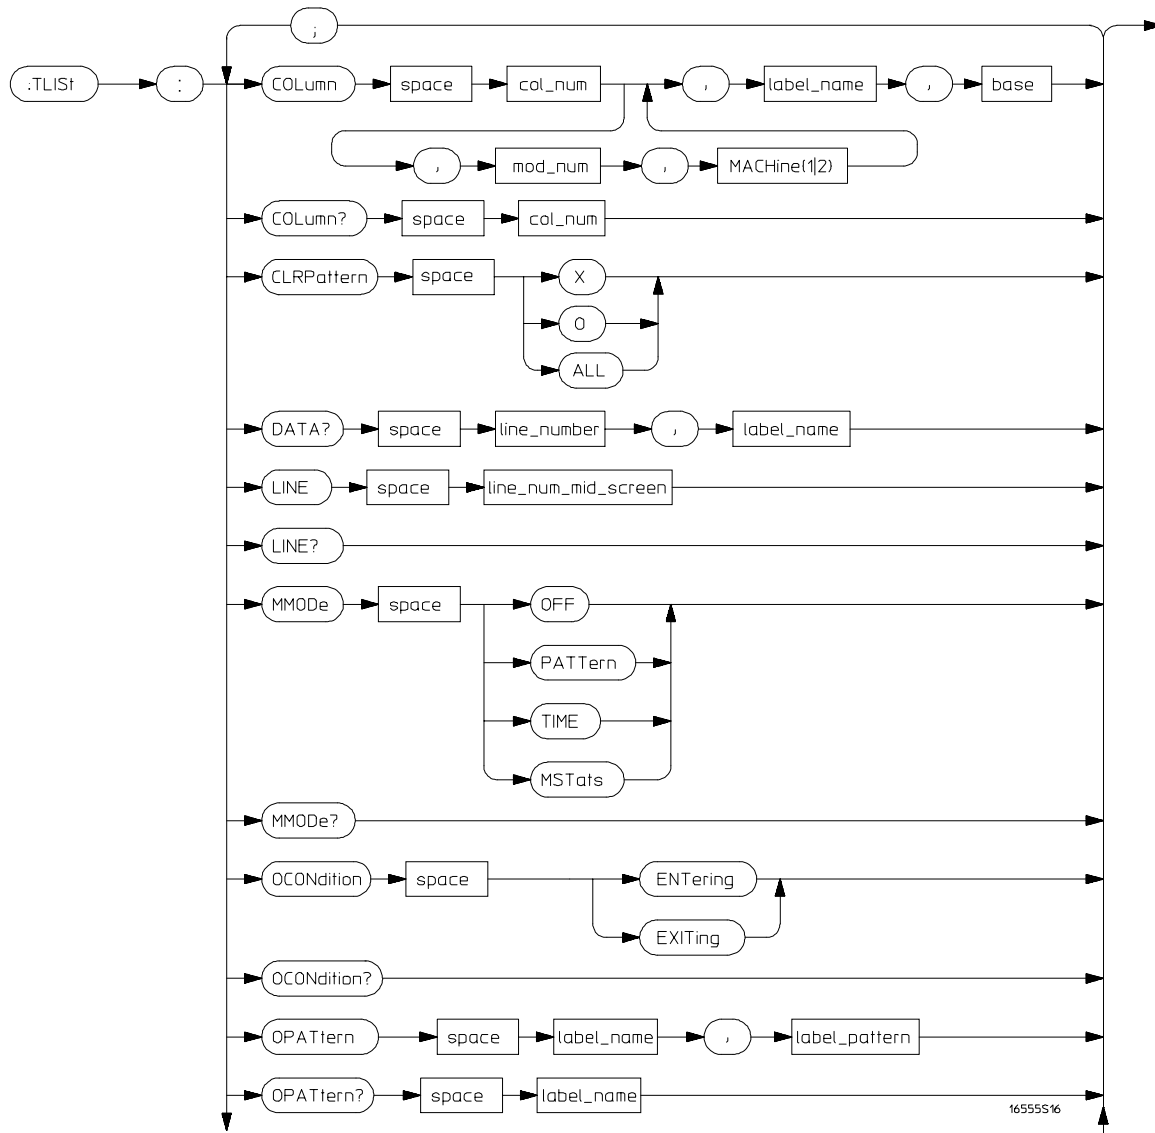 ;
:TLISt : COLumn space col_num , label_name , base
, mod_num , MACHine{1|2}
COLumn? space col_num
CLRPattern space X
O
ALL
DATA? space line_number , label_name
LINE space line_num_mid_screen
LINE?
MMODe space OFF
PATTern
TIME
MSTats
MMODe?
OCONdition space ENTering
EXITing
OCONdition?
OPATtern space label_name , label_pattern
OPATtern? space label_name
16555S16